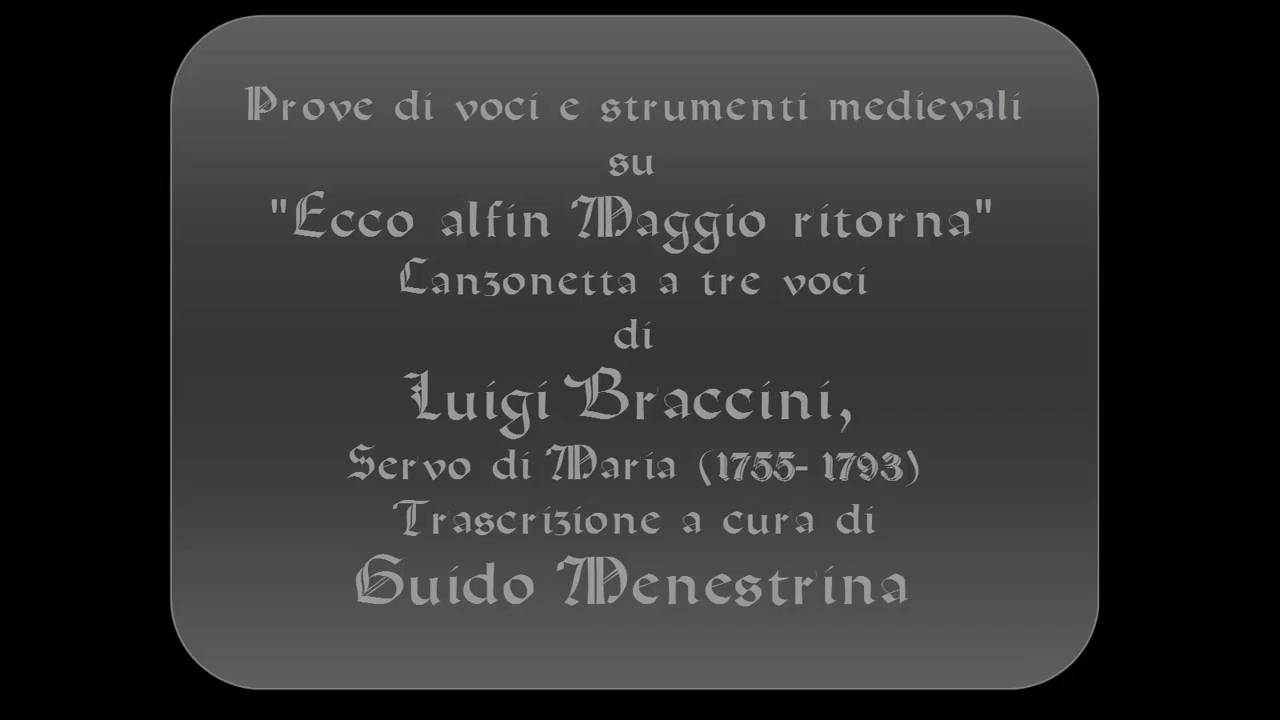 Prove di voci e strumenti medievali
su
"Ecco alfin Maggio ritorna"
Canzonetta a tre voci
di
Luigi Braccini,
Servo di Maria (1755- 1793)
Trascrizione a cura di
Guido Menestrina